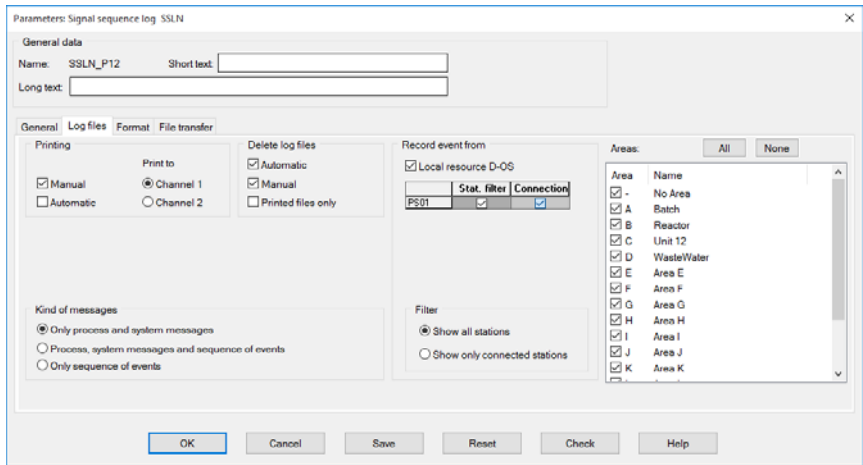 Parameters: Signal sequence log SSLN
General data
Name: SSLN_P12 Short text:
Long text:
General Log files Format File transfer
Printing
Print to
Manual Channel 1
Automatic Channel 2
Delete log files
Automatic
Manual
Printed files only
Record event from
Local resource D-OS
Stat. filter Connection
PS01
Areas: All None
Area Name
- No Area
A Batch
B Reactor
C Unit 12
D WasteWater
E Area E
F Area F
G Area G
H Area H
I Area I
J Area J
K Area K
Kind of messages
Only process and system messages
Process, system messages and sequence of events
Only sequence of events
Filter
Show all stations
Show only connected stations
OK Cancel Save Reset Check Help